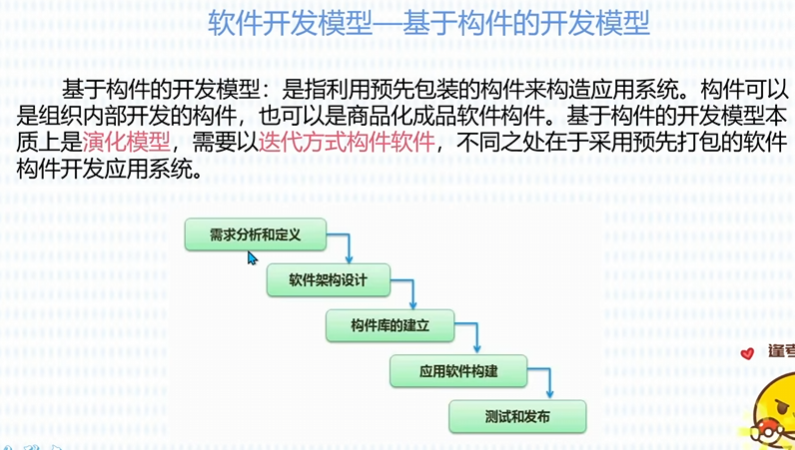 软件开发模型—基于构件的开发模型
基于构件的开发模型：是指利用预先包装的构件来构造应用系统。构件可以
是组织内部开发的构件，也可以是商品化成品软件构件。基于构件的开发模型本
质上是演化模型，需要以迭代方式构件软件，不同之处在于采用预先打包的软件
构件开发应用系统。
需求分析和定义
软件架构设计
构件库的建立
应用软件构建
测试和发布
逢考